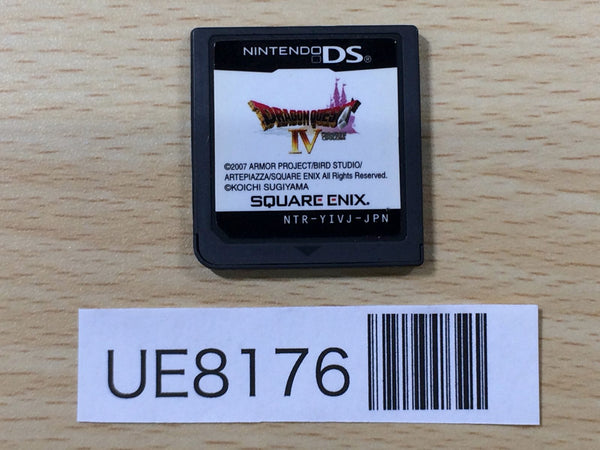 NINTENDO DS®
DRAGON QUEST
IV
©2007 ARMOR PROJECT/BIRD STUDIO/
ARTEPIAZZA/SQUARE ENIX All Rights Reserved.
©KOICHI SUGIYAMA
SQUARE ENIX.
NTR-YIVJ-JPN
UE8176